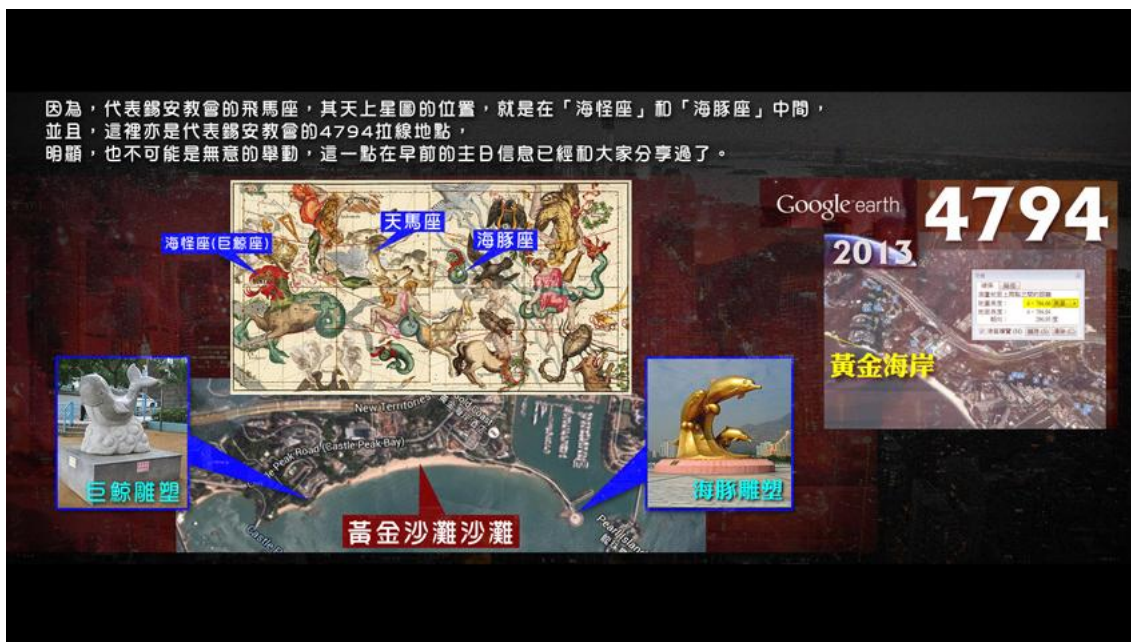 因為，代表錫安教會的飛馬座，其天上星圖的位置，就是在「海怪座」和「海豚座」中間，
並且，這裡亦是代表錫安教會的4794拉線地點，
明顯，也不可能是無意的舉動，這一點在早前的主日信息已經和大家分享過了。
海怪座(巨鯨座)
天馬座
海豚座
Google earth
4794
2013
黃金海岸
New Territories
Peak Road (Castle Peak Bay)
巨鯨雕塑
黃金沙灘沙灘
海豚雕塑
Pearl Island